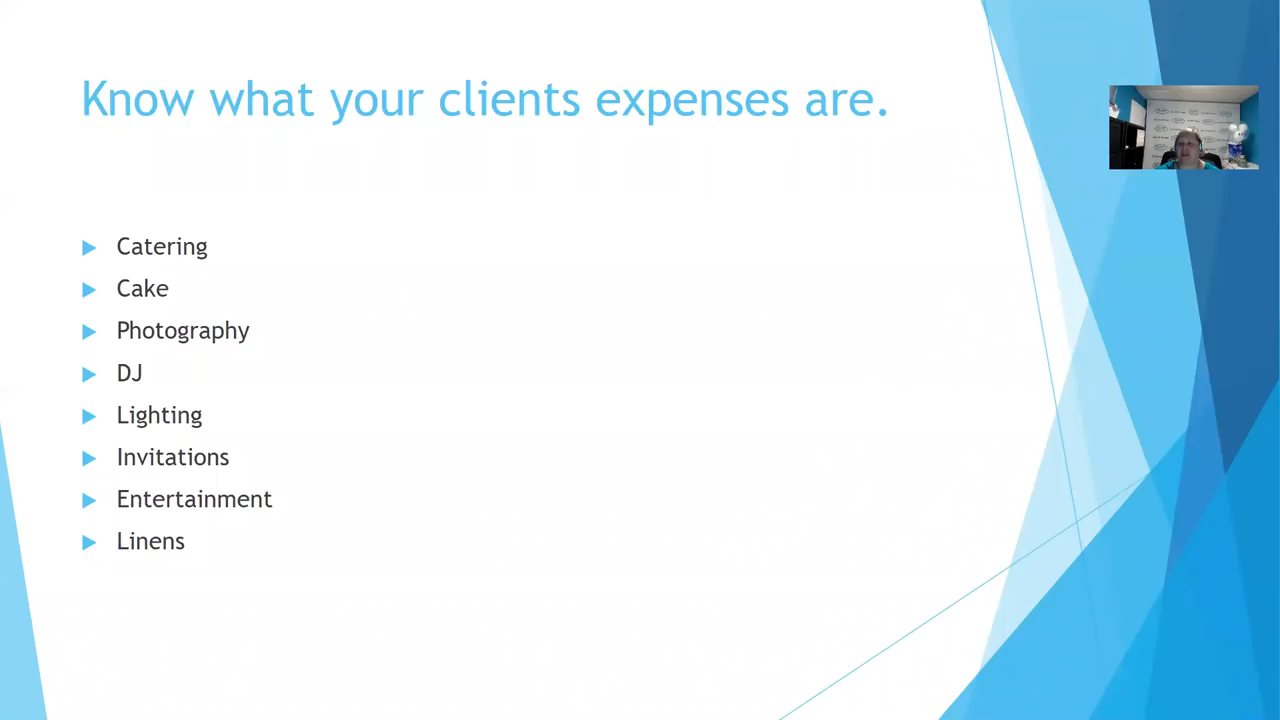 Know what your clients expenses are.
Catering
Cake
Photography
DJ
Lighting
Invitations
Entertainment
Linens